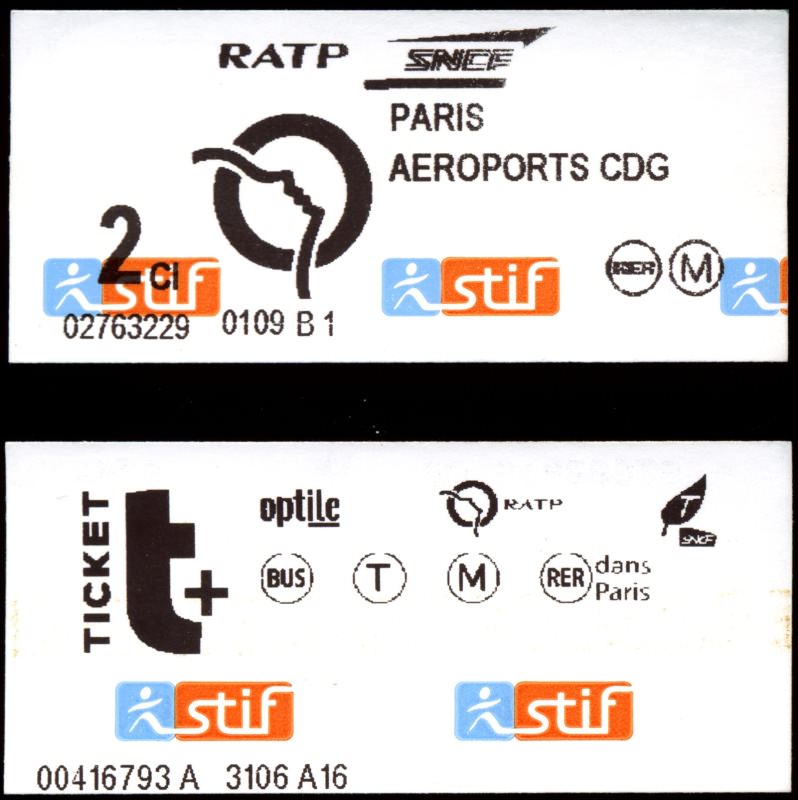 RATP SNCF
PARIS
AEROPORTS CDG
2 CI
stif stif RER M
02763229 0109 B 1
TICKET t+
optile RATP T SNCF
BUS T M RER dans Paris
stif stif
00416793 A 3106 A16